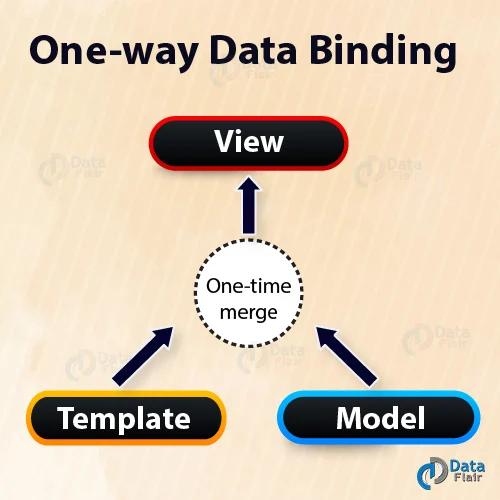 One-way Data Binding
View
One-time
merge
Template
Model
Data
Flair